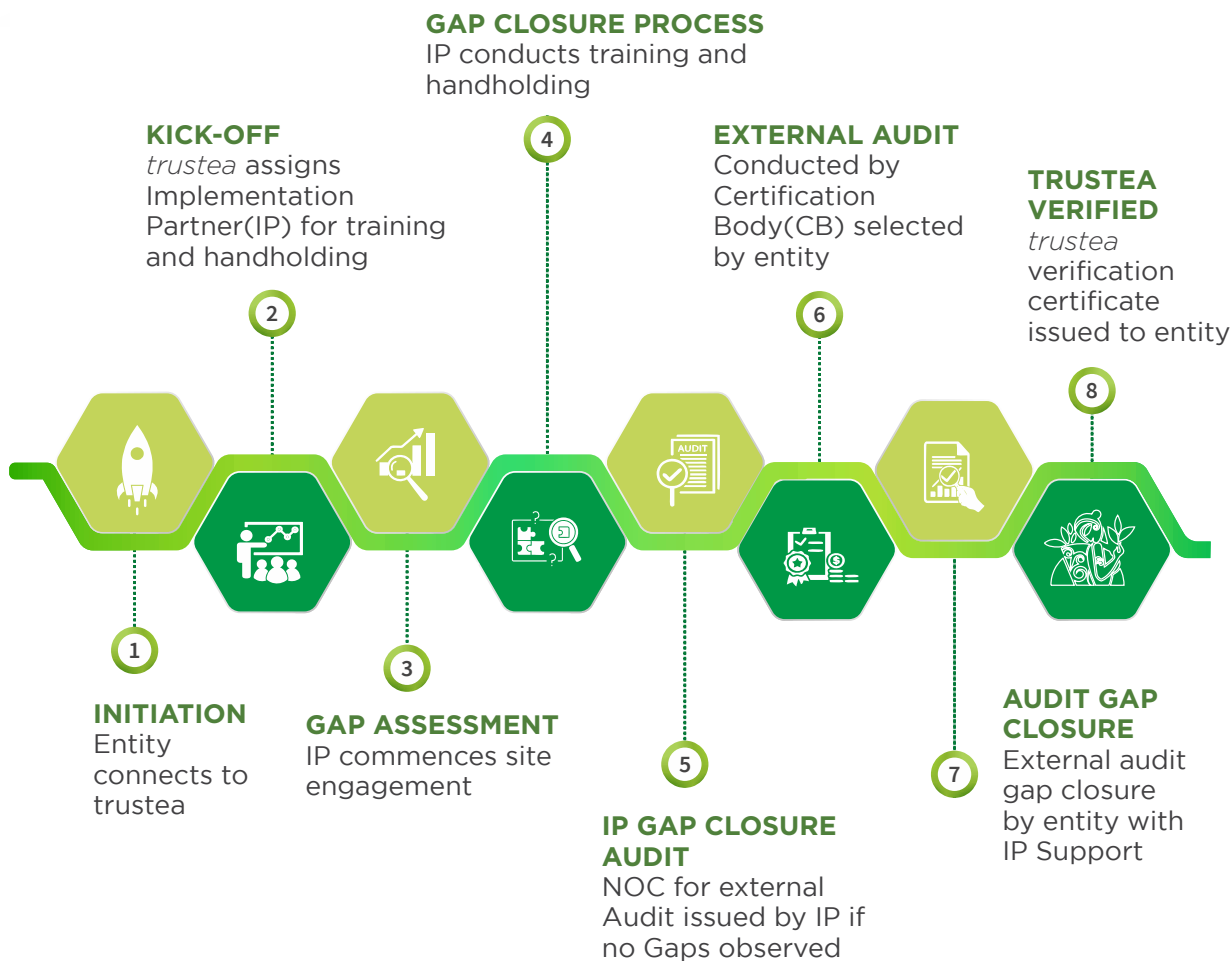 1
INITIATION
Entity
connects to
trustea
2
KICK-OFF
trustea assigns
Implementation
Partner(IP) for training
and handholding
3
GAP ASSESSMENT
IP commences site
engagement
4
GAP CLOSURE PROCESS
IP conducts training and
handholding
5
IP GAP CLOSURE
AUDIT
NOC for external
Audit issued by IP if
no Gaps observed
AUDIT
6
EXTERNAL AUDIT
Conducted by
Certification
Body(CB) selected
by entity
$
7
AUDIT GAP
CLOSURE
External audit
gap closure
by entity with
IP Support
8
TRUSTEA
VERIFIED
trustea
verification
certificate
issued to entity
?
?